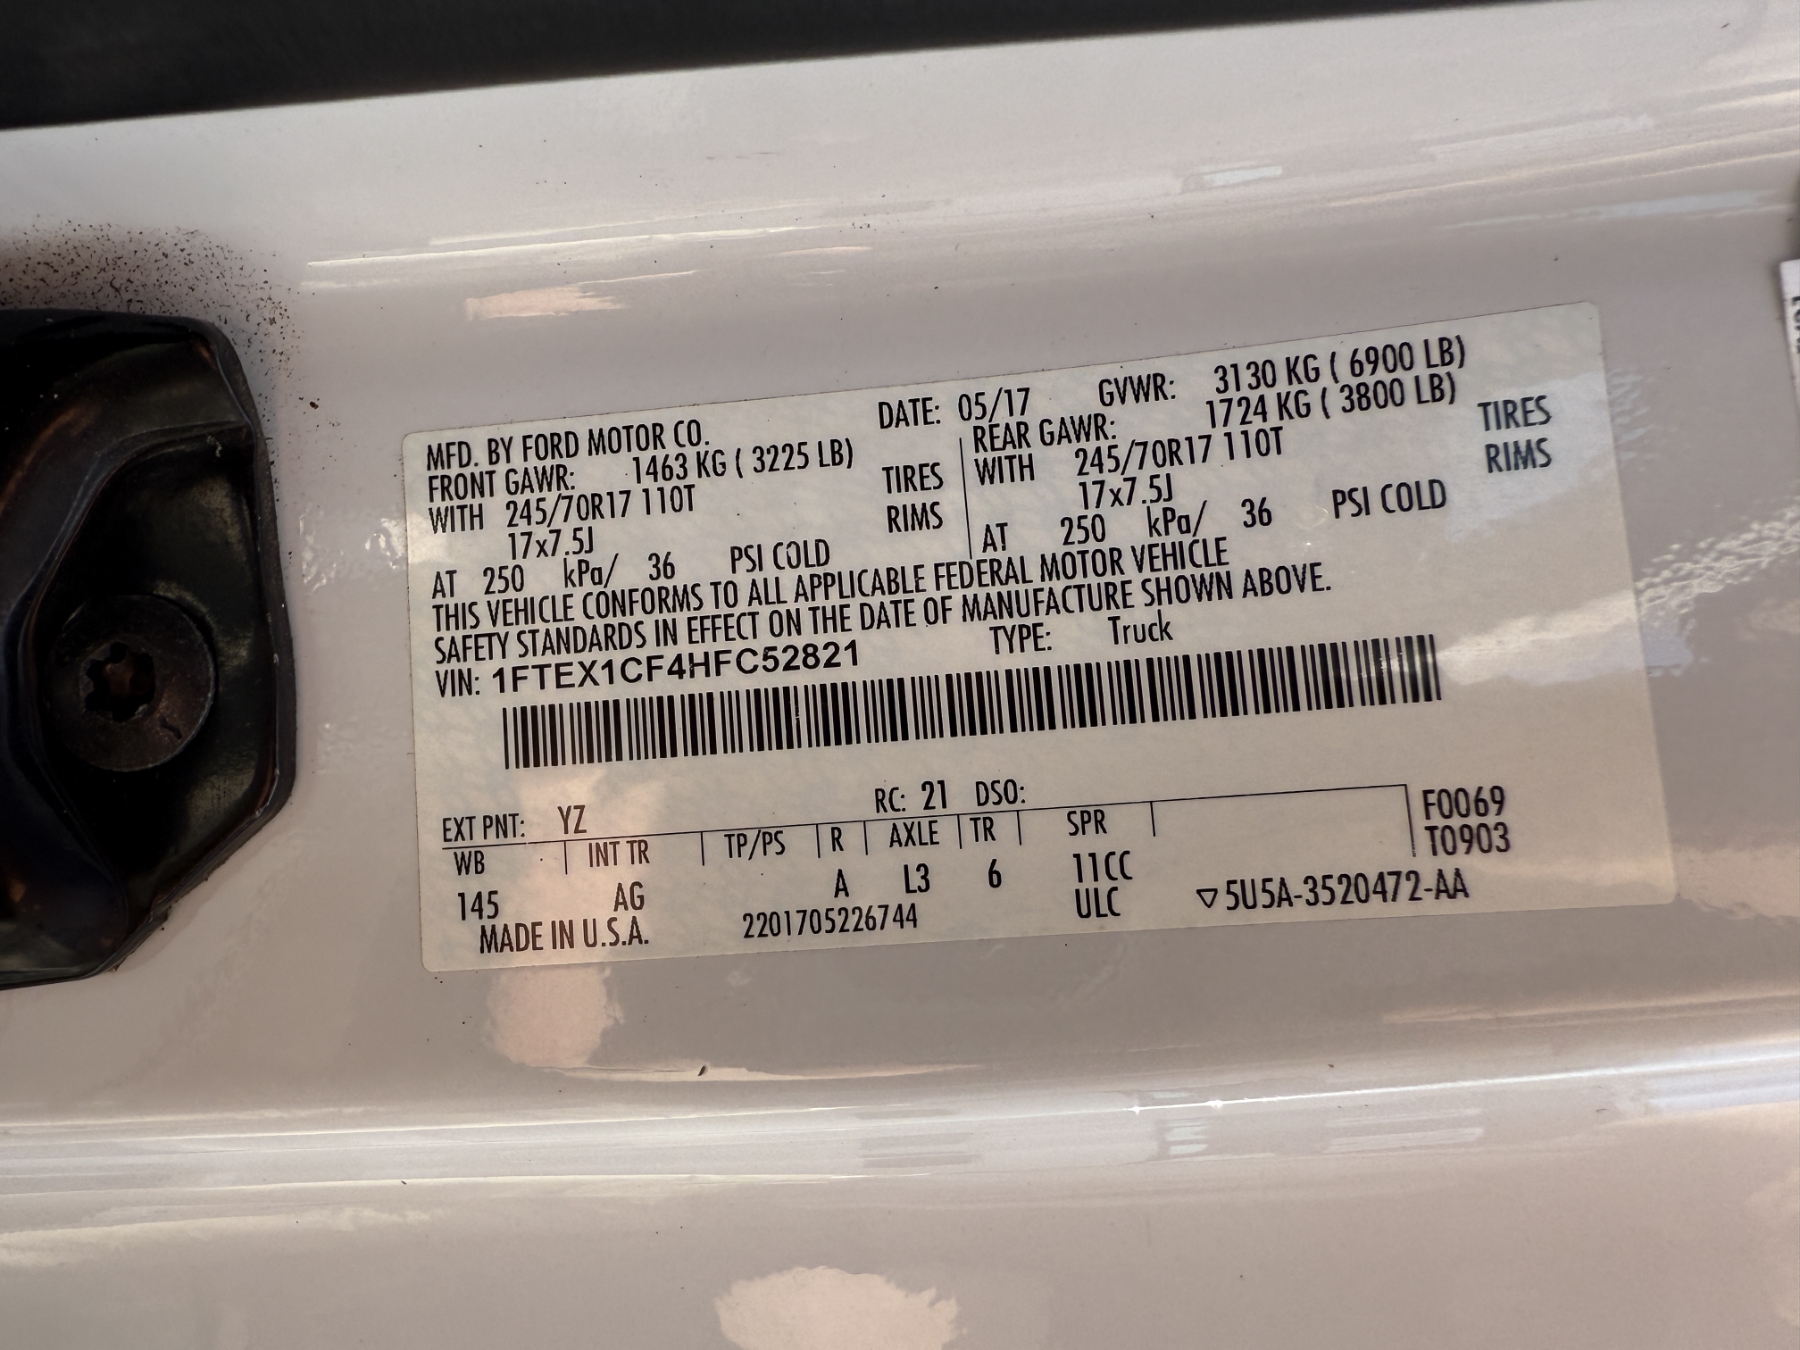 MFD. BY FORD MOTOR CO.
DATE: 05/17 GVWR: 3130 KG ( 6900 LB)
FRONT GAWR: 1463 KG ( 3225 LB)
WITH 245/70R17 110T TIRES
17x7.5J RIMS
AT 250 kPa/ 36 PSI COLD
REAR GAWR: 1724 KG ( 3800 LB)
WITH 245/70R17 110T TIRES
17x7.5J RIMS
AT 250 kPa/ 36 PSI COLD
THIS VEHICLE CONFORMS TO ALL APPLICABLE FEDERAL MOTOR VEHICLE
SAFETY STANDARDS IN EFFECT ON THE DATE OF MANUFACTURE SHOWN ABOVE.
VIN: 1FTEX1CF4HFC52821 TYPE: Truck
EXT PNT: YZ RC: 21 DSO:
WB INT TR TP/PS R AXLE TR SPR F0069
T0903
145 AG A L3 6 11CC
MADE IN U.S.A. 2201705226744 ULC ▽5U5A-3520472-AA